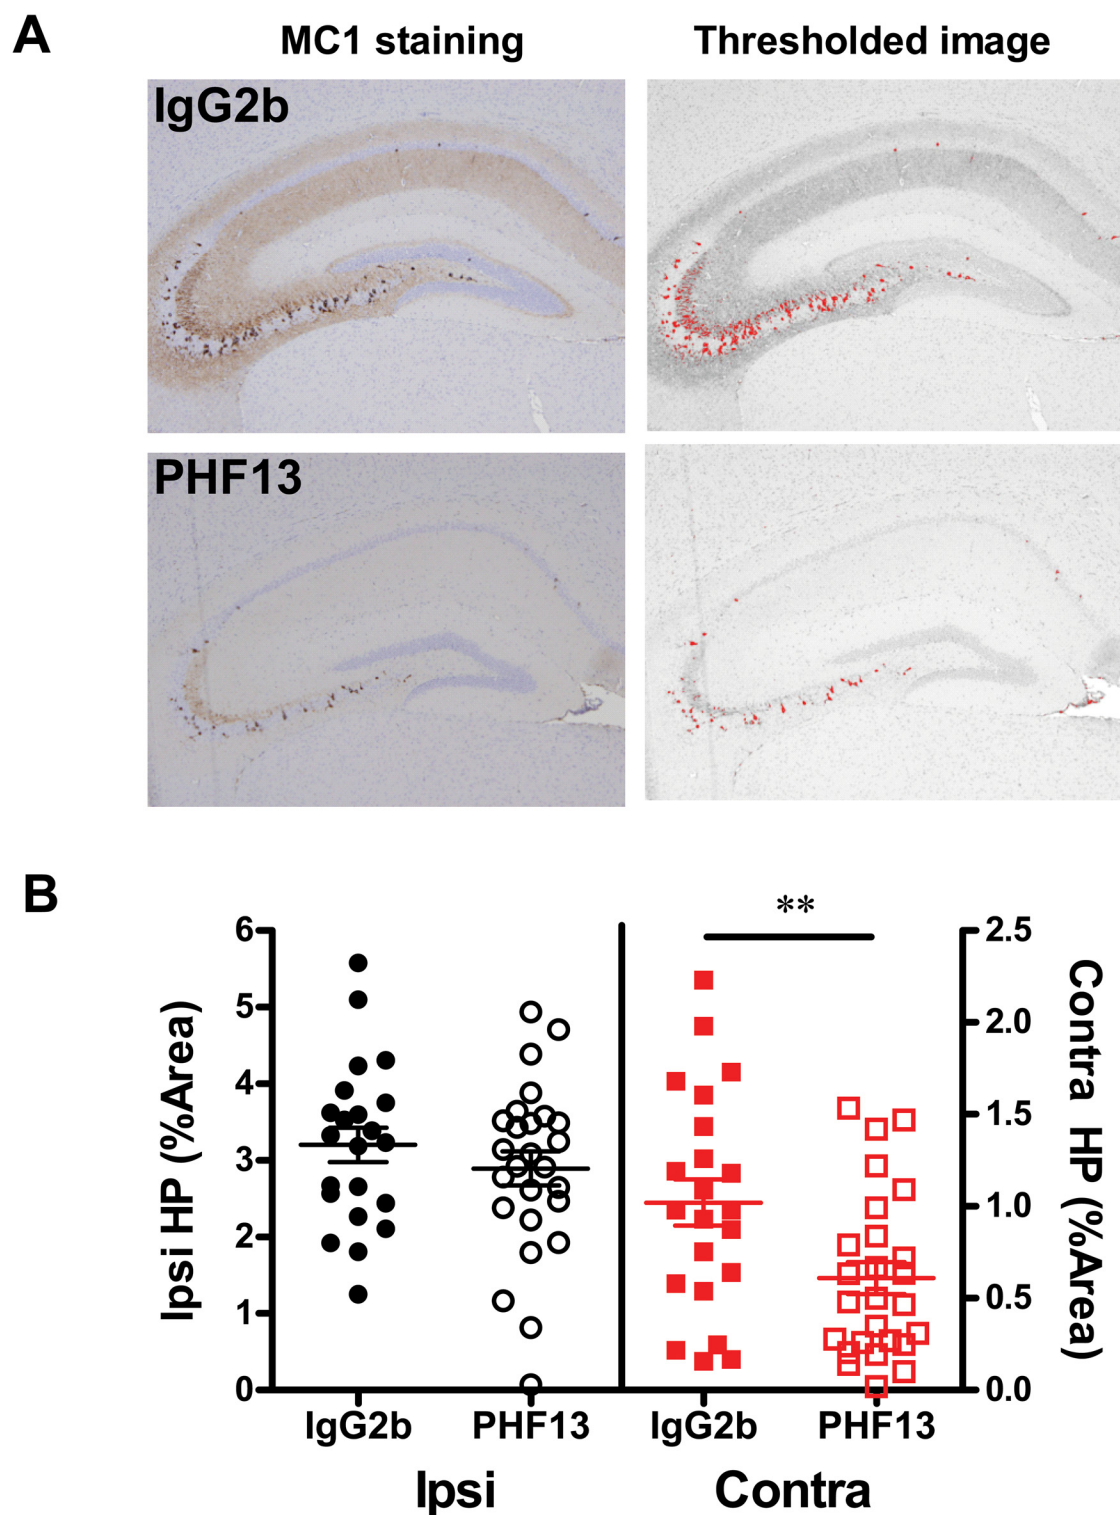 A
MC1 staining
Thresholded image
IgG2b
PHF13
B
**
6
5
4
3
2
1
0
Ipsi HP (%Area)
2.5
2.0
1.5
1.0
0.5
0.0
Contra HP (%Area)
IgG2b
PHF13
IgG2b
PHF13
Ipsi
Contra